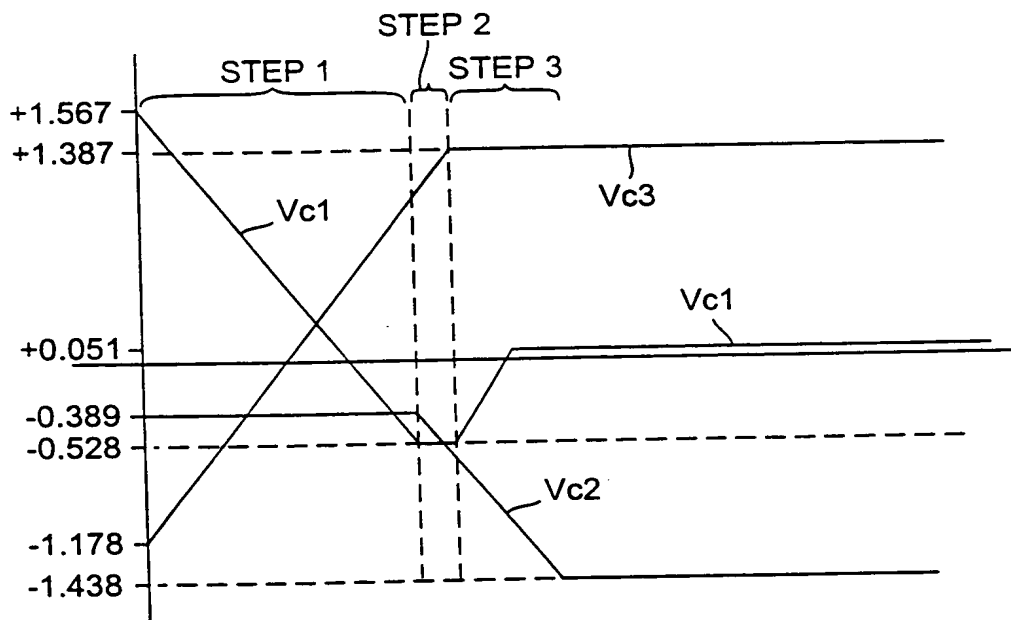 STEP 2
STEP 1
STEP 3
+1.567
+1.387
Vc3
Vc1
Vc1
+0.051
-0.389
-0.528
Vc2
-1.178
-1.438